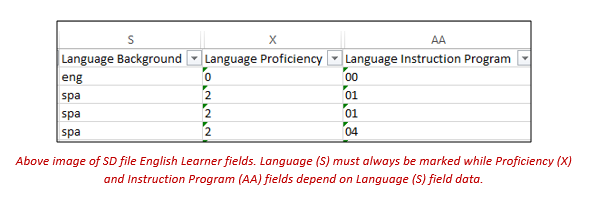 S X AA
Language Background Language Proficiency Language Instruction Program
eng 0 00
spa 2 01
spa 2 01
spa 2 04
Above image of SD file English Learner fields. Language (S) must always be marked while Proficiency (X)
and Instruction Program (AA) fields depend on Language (S) field data.